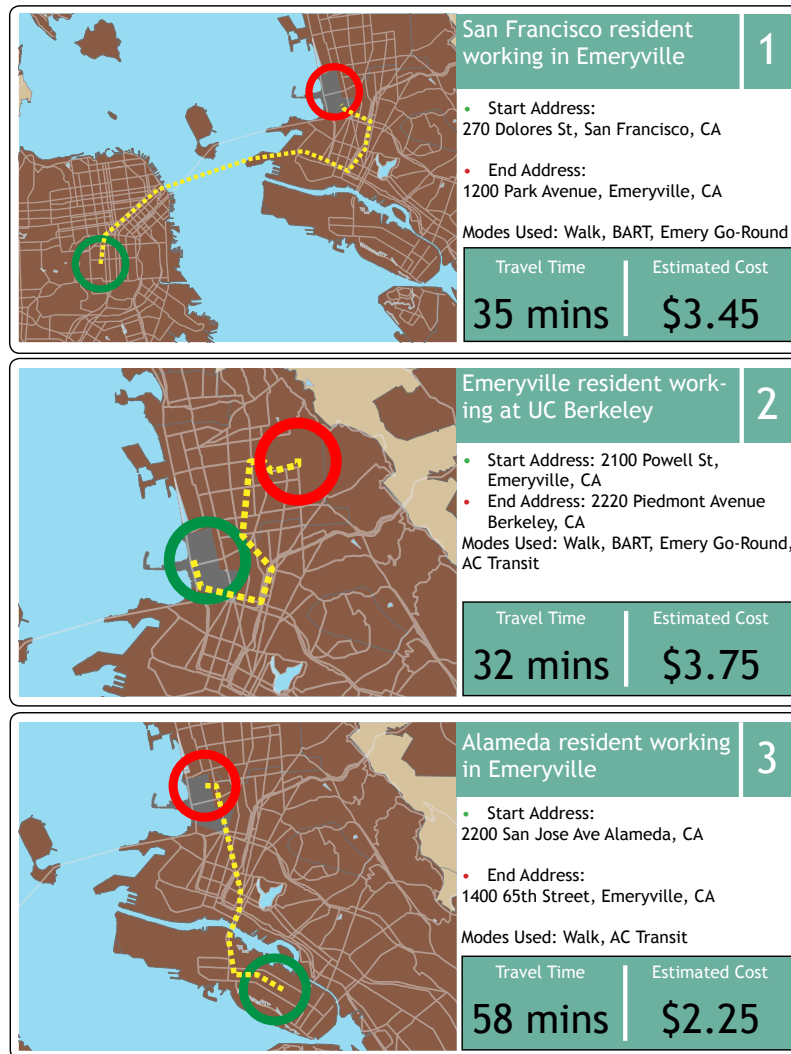 San Francisco resident
working in Emeryville
1
• Start Address:
270 Dolores St, San Francisco, CA
• End Address:
1200 Park Avenue, Emeryville, CA
Modes Used: Walk, BART, Emery Go-Round
Travel Time
Estimated Cost
35 mins
$3.45
Emeryville resident work-
ing at UC Berkeley
2
• Start Address: 2100 Powell St,
Emeryville, CA
• End Address: 2220 Piedmont Avenue
Berkeley, CA
Modes Used: Walk, BART, Emery Go-Round,
AC Transit
Travel Time
Estimated Cost
32 mins
$3.75
Alameda resident working
in Emeryville
3
• Start Address:
2200 San Jose Ave Alameda, CA
• End Address:
1400 65th Street, Emeryville, CA
Modes Used: Walk, AC Transit
Travel Time
Estimated Cost
58 mins
$2.25